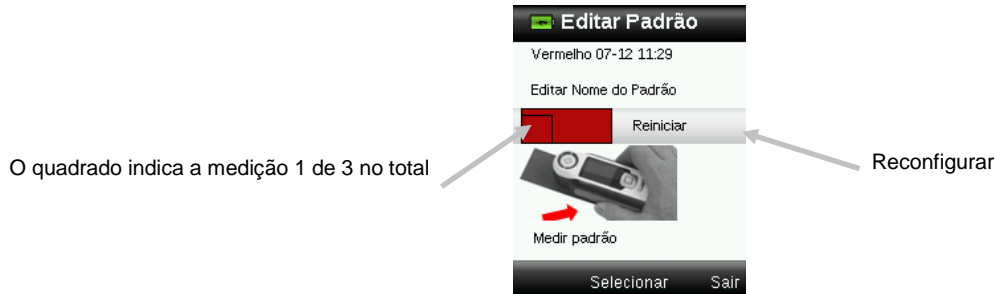 Editar Padrão
Vermelho 07-12 11:29
Editar Nome do Padrão
Reiniciar
O quadrado indica a medição 1 de 3 no total
Reconfigurar
Medir padrão
Selecionar Sair